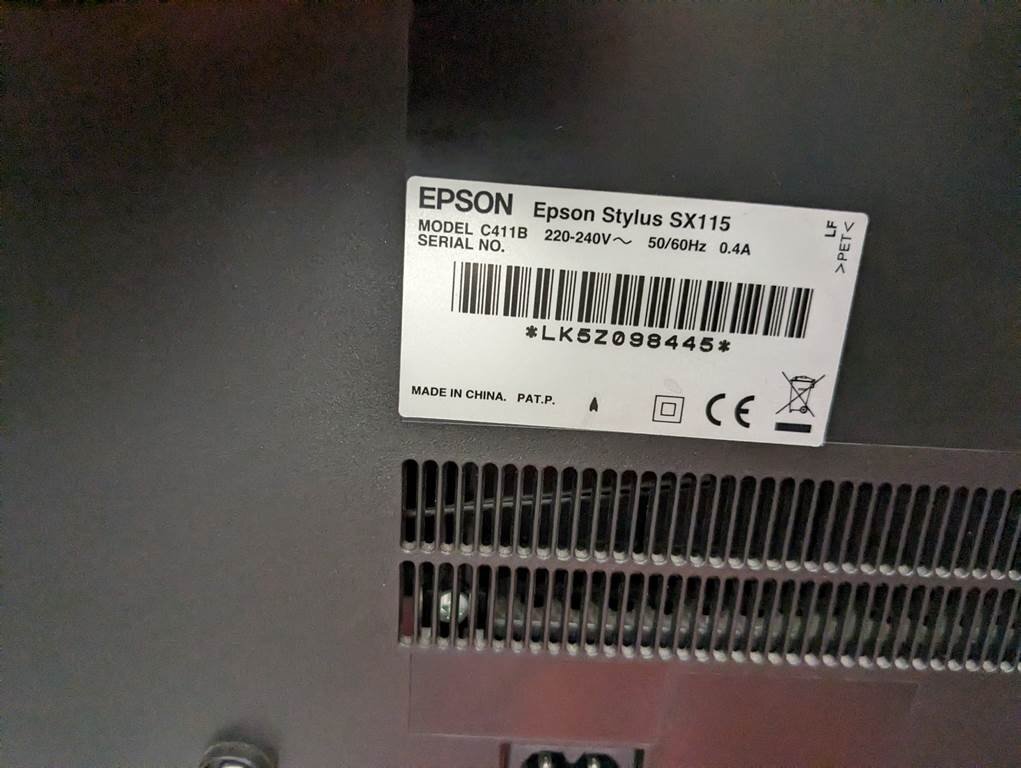 EPSON Epson Stylus SX115
MODEL C411B 220-240V～ 50/60Hz 0.4A
SERIAL NO.
*LK5Z098445*
MADE IN CHINA. PAT.P.
CE
LF
>PET<